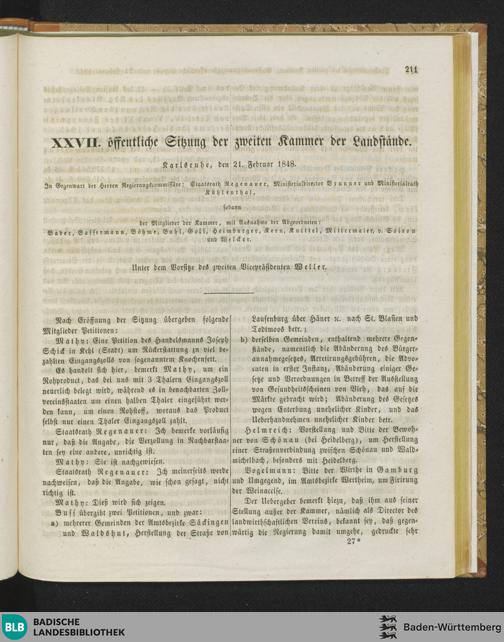 211
XXVII. öffentliche Sitzung der zweiten Kammer der Landstände.
Karlsruhe, den 21. Februar 1848.
In Gegenwart der Herren Regierungskommissäre: Staatsrath Regenauer, Ministerialdirector Brunner und Ministerialrath
Kühlenthal,
sodann
der Mitglieder der Kammer, mit Ausnahme der Abgeordneten:
Bader, Bassermann, Böhme, Buhl, Goll, Heimburger, Kern, Knittel, Mittermaier, v. Soiron
und Welcker.
Unter dem Vorsitze des zweiten Vicepräsidenten Weller.
Nach Eröffnung der Sitzung übergeben folgende
Mitglieder Petitionen:
Mathy: Eine Petition des Handelsmanns Joseph
Schick in Kehl (Stadt) um Rückerstattung zu viel be-
zahlten Eingangszolls von sogenanntem Knochenfett.
Es handelt sich hier, bemerkt Mathy, um ein
Rohproduct, das bei uns mit 3 Thalern Eingangszoll
neuerlich belegt wird, während es in benachbarten Zoll-
vereinsstaaten um einen halben Thaler eingeführt wer-
den kann, um einen Rohstoff, woraus das Product
selbst nur einen Thaler Eingangszoll zahlt.
Staatsrath Regenauer: Ich bemerke vorläufig
nur, daß die Angabe, die Verzollung in Nachbarstaa-
ten sey eine andere, unrichtig ist.
Mathy: Sie ist nachgewiesen.
Staatsrath Regenauer: Ich meinerseits werde
nachweisen, daß die Angabe, wie schon gesagt, nicht
richtig ist.
Mathy: Dieß wird sich zeigen.
Buß übergibt zwei Petitionen, und zwar:
a) mehrerer Gemeinden der Amtsbezirke Säckingen
und Waldshut, Herstellung der Straße von
Laufenburg über Häner ꝛc. nach St. Blasien und
Todtmoos betr.;
b) derselben Gemeinden, enthaltend mehrere Gegen-
stände, namentlich die Abänderung des Bürger-
annahmegesetzes, Arretirungsgebühren, die Advo-
caten in erster Instanz, Abänderung einiger Ge-
setze und Verordnungen in Betreff der Ausstellung
von Gesundheitsscheinen von Vieh, das auf die
Märkte gebracht wird; Abänderung des Gesetzes
wegen Enterbung unehelicher Kinder, und das
Ueberhandnehmen unehelicher Kinder betr.
Helmreich: Vorstellung und Bitte der Bewoh-
ner von Schönau (bei Heidelberg), um Herstellung
einer Straßenverbindung zwischen Schönau und Wald-
michelbach, besonders mit Heidelberg.
Vogelmann: Bitte der Wirthe in Gamburg
und Umgegend, im Amtsbezirke Wertheim, um Fixirung
der Weinaccise.
Der Uebergeber bemerkt hiezu, daß ihm aus seiner
Stellung außer der Kammer, nämlich als Director des
landwirthschaftlichen Vereins, bekannt sey, daß gegen-
wärtig die Regierung damit umgehe, gedruckte sehr
27*
BLB BADISCHE
LANDESBIBLIOTHEK
Baden-Württemberg